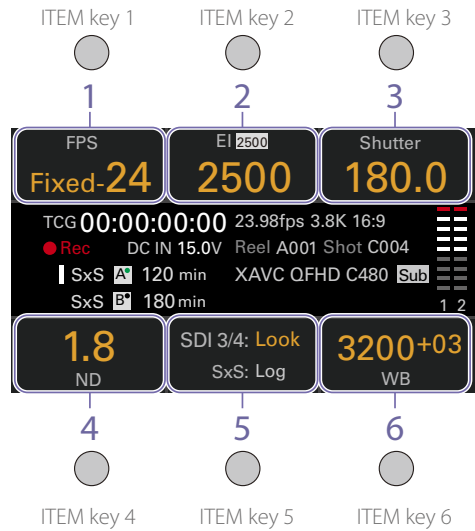 ITEM key 1 ITEM key 2 ITEM key 3
1 2 3
FPS EI 2500 Shutter
Fixed-24 2500 180.0
TCG 00:00:00:00 23.98fps 3.8K 16:9
Rec DC IN 15.0V Reel A001 Shot C004
SxS A 120 min XAVC QFHD C480 Sub
SxS B 180 min 1 2
1.8 SDI 3/4: Look 3200+03
ND SxS: Log WB
4 5 6
ITEM key 4 ITEM key 5 ITEM key 6